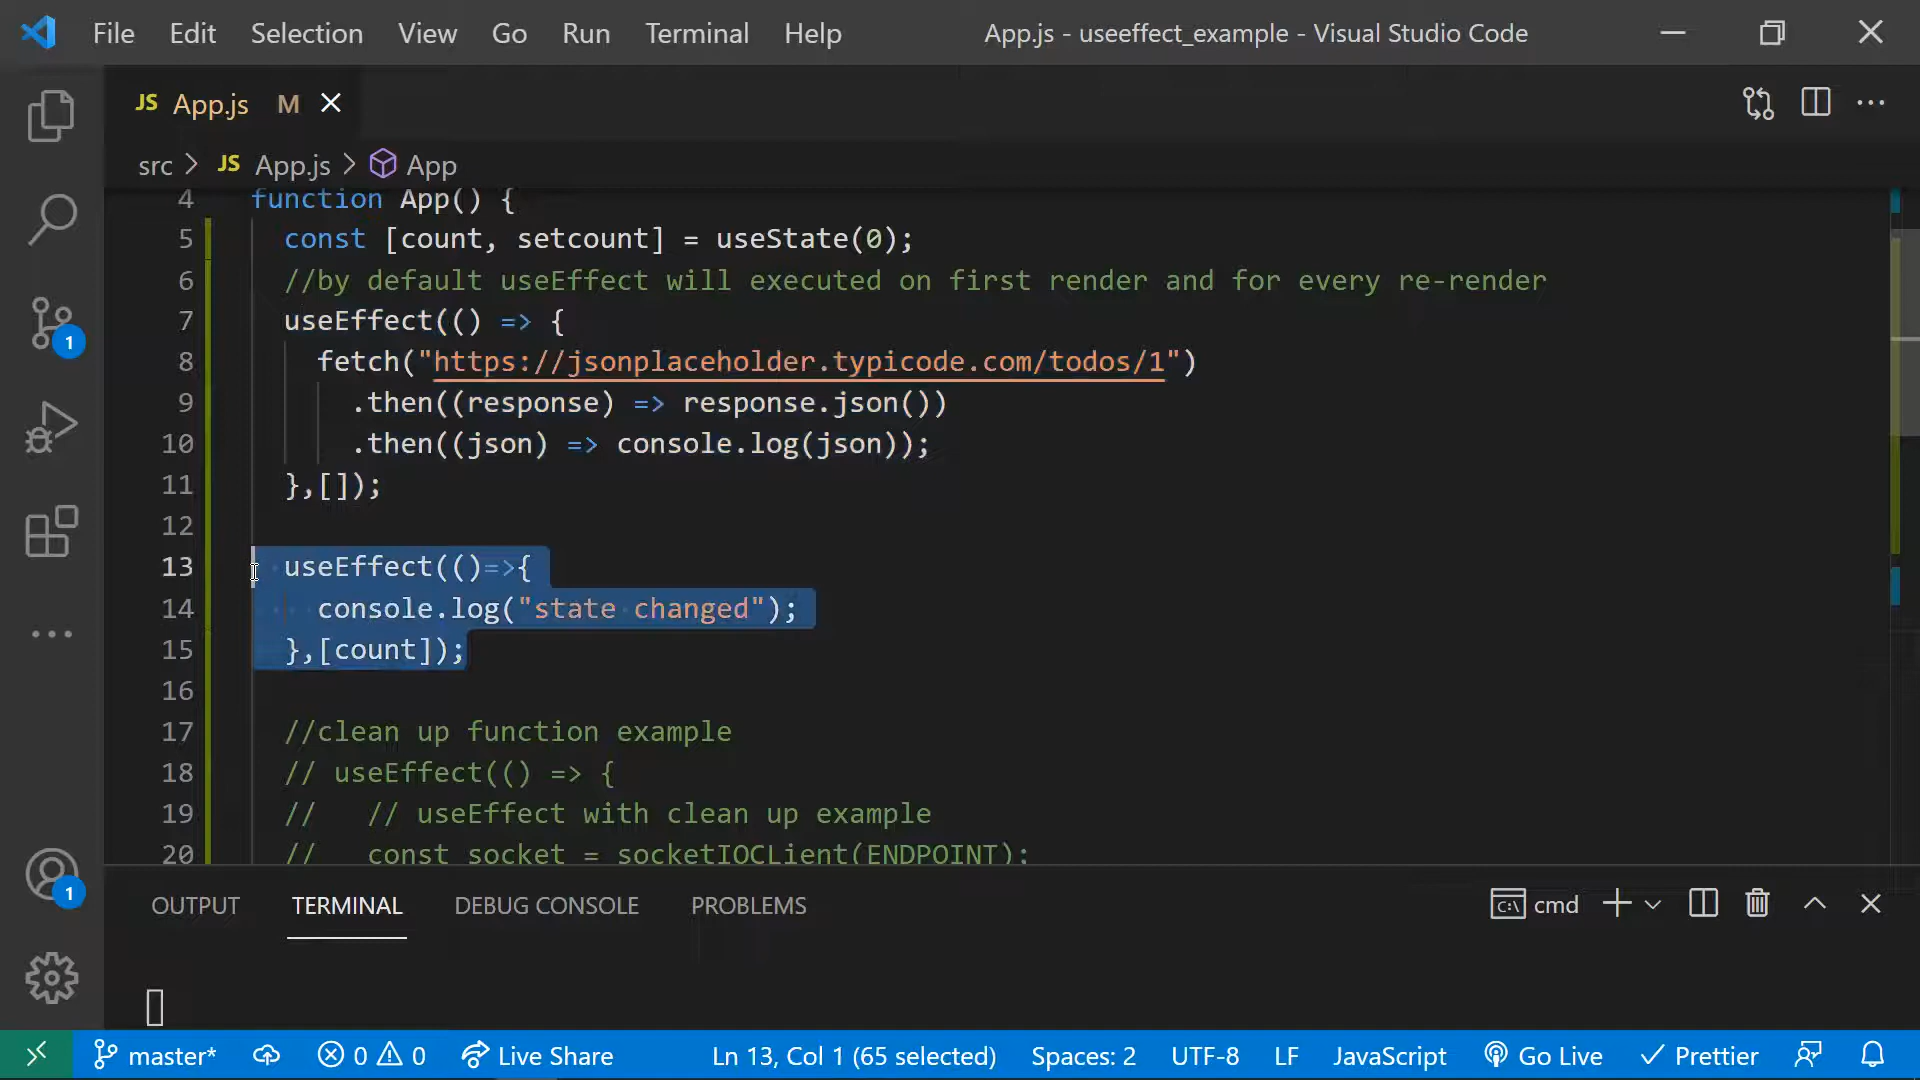 File Edit Selection View Go Run Terminal Help App.js - useeffect_example - Visual Studio Code
JS App.js M
src > JS App.js > App
4 function App() {
5 const [count, setcount] = useState(0);
6 //by default useEffect will executed on first render and for every re-render
7 useEffect(() => {
8 fetch("https://jsonplaceholder.typicode.com/todos/1")
9 .then((response) => response.json())
10 .then((json) => console.log(json));
11 },[]);
12
13 useEffect(()=>{
14 console.log("state changed");
15 },[count]);
16
17 //clean up function example
18 // useEffect(() => {
19 // // useEffect with clean up example
20 // const socket = socketIOCLient(ENDPOINT);
1
1
OUTPUT TERMINAL DEBUG CONSOLE PROBLEMS cmd
master* 0 0 Live Share Ln 13, Col 1 (65 selected) Spaces: 2 UTF-8 LF JavaScript Go Live Prettier